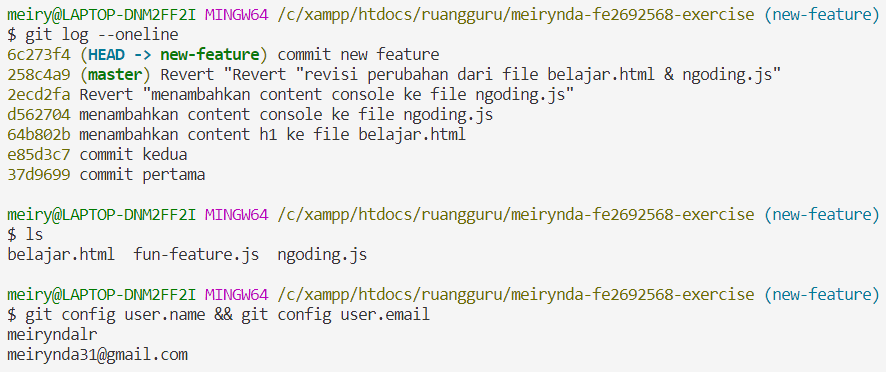 meiry@LAPTOP-DNM2FF2I MINGW64 /c/xampp/htdocs/ruangguru/meirynda-fe2692568-exercise (new-feature)
$ git log --oneline
6c273f4 (HEAD -> new-feature) commit new feature
258c4a9 (master) Revert "Revert "revisi perubahan dari file belajar.html & ngoding.js"
2ecd2fa Revert "menambahkan content console ke file ngoding.js"
d562704 menambahkan content console ke file ngoding.js
64b802b menambahkan content h1 ke file belajar.html
e85d3c7 commit kedua
37d9699 commit pertama
meiry@LAPTOP-DNM2FF2I MINGW64 /c/xampp/htdocs/ruangguru/meirynda-fe2692568-exercise (new-feature)
$ ls
belajar.html  fun-feature.js  ngoding.js
meiry@LAPTOP-DNM2FF2I MINGW64 /c/xampp/htdocs/ruangguru/meirynda-fe2692568-exercise (new-feature)
$ git config user.name && git config user.email
meiryndalr
meirynda31@gmail.com